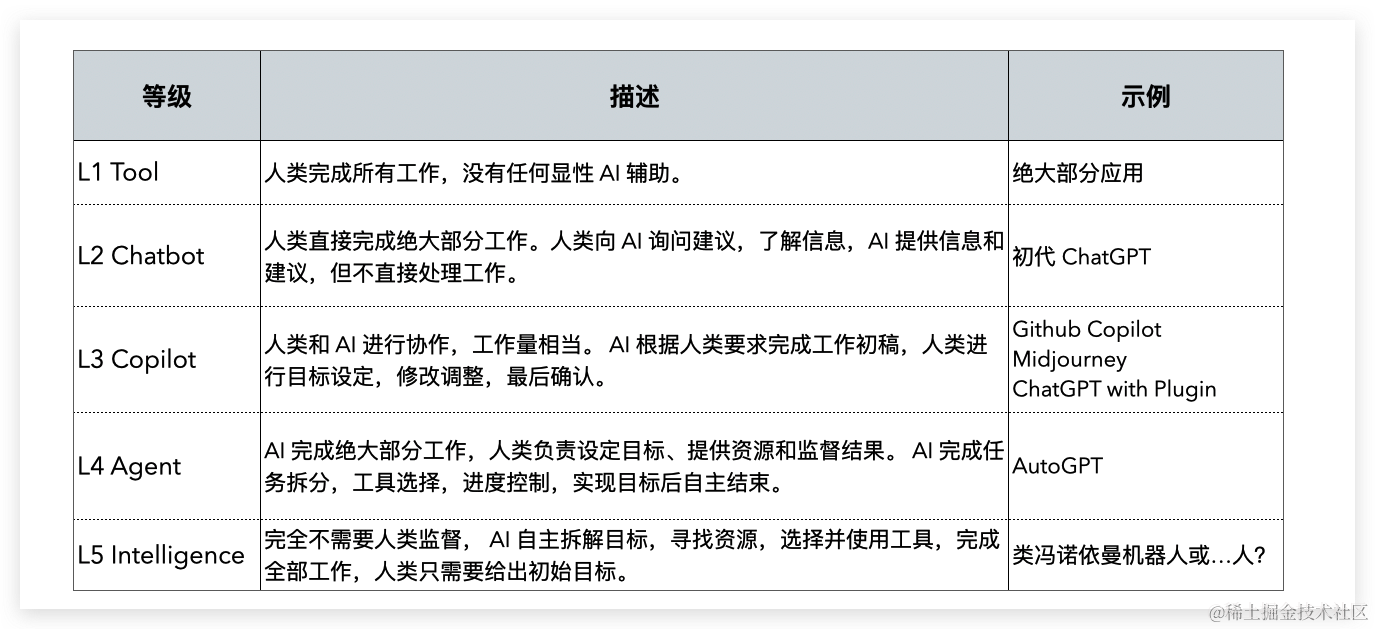 等级 描述 示例
L1 Tool 人类完成所有工作，没有任何显性 AI 辅助。 绝大部分应用
L2 Chatbot
人类直接完成绝大部分工作。人类向 AI 询问建议，了解信息，AI 提供信息和
建议，但不直接处理工作。
初代 ChatGPT
L3 Copilot
人类和 AI 进行协作，工作量相当。 AI 根据人类要求完成工作初稿，人类进
行目标设定，修改调整，最后确认。
Github Copilot
Midjourney
ChatGPT with Plugin
L4 Agent
AI 完成绝大部分工作，人类负责设定目标、提供资源和监督结果。 AI 完成任
务拆分，工具选择，进度控制，实现目标后自主结束。
AutoGPT
L5 Intelligence
完全不需要人类监督， AI 自主拆解目标，寻找资源，选择并使用工具，完成
全部工作，人类只需要给出初始目标。
类冯诺依曼机器人或…人?
@稀土掘金技术社区